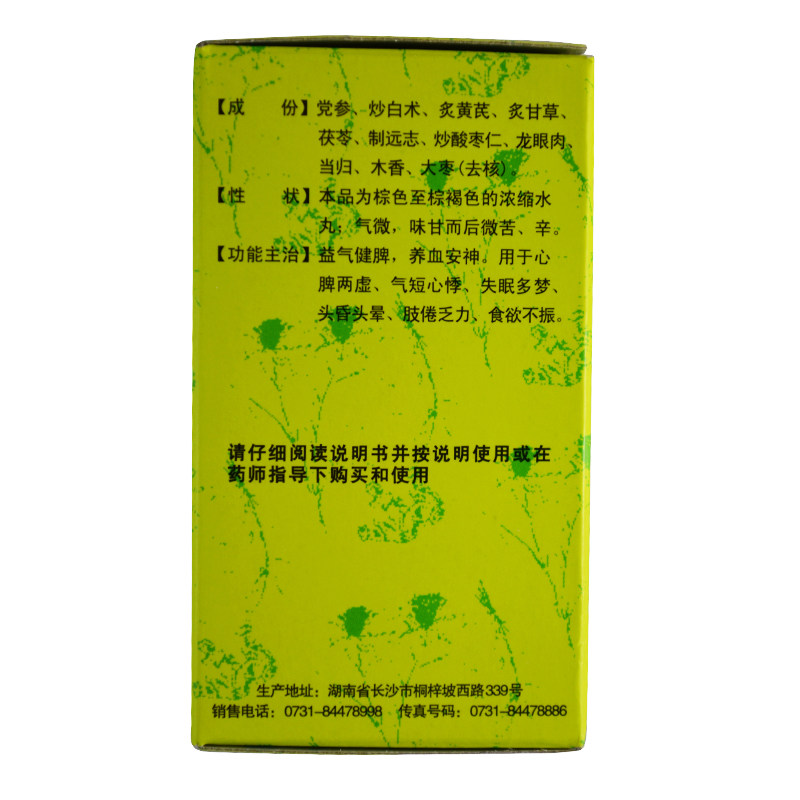 【成　份】党参、炒白术、炙黄芪、炙甘草、
茯苓、制远志、炒酸枣仁、龙眼肉、
当归、木香、大枣(去核)。
【性　状】本品为棕色至棕褐色的浓缩水
丸；气微，味甘而后微苦、辛。
【功能主治】益气健脾，养血安神。用于心
脾两虚、气短心悸、失眠多梦、
头昏头晕、肢倦乏力、食欲不振。
请仔细阅读说明书并按说明使用或在
药师指导下购买和使用
生产地址：湖南省长沙市桐梓坡西路339号
销售电话：0731-84478998　传真号码：0731-84478886